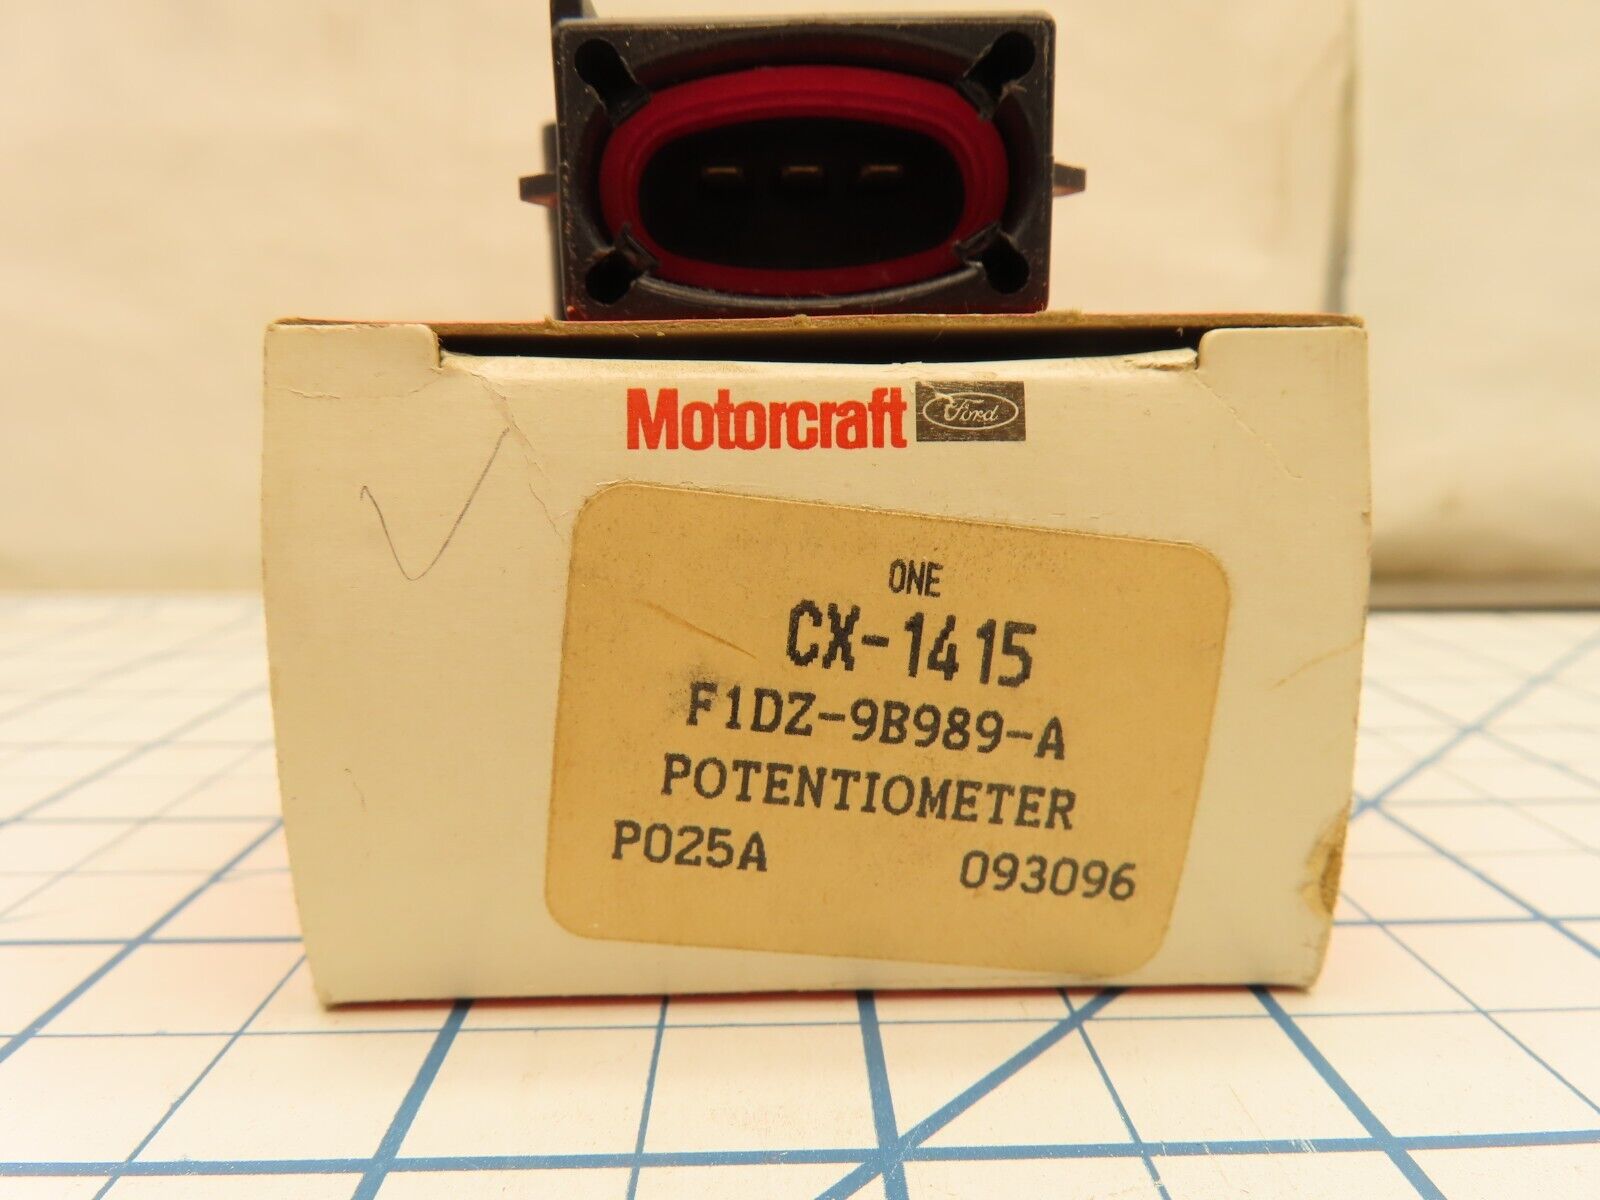 Motorcraft Ford
ONE
CX-1415
F1DZ-9B989-A
POTENTIOMETER
P025A 093096